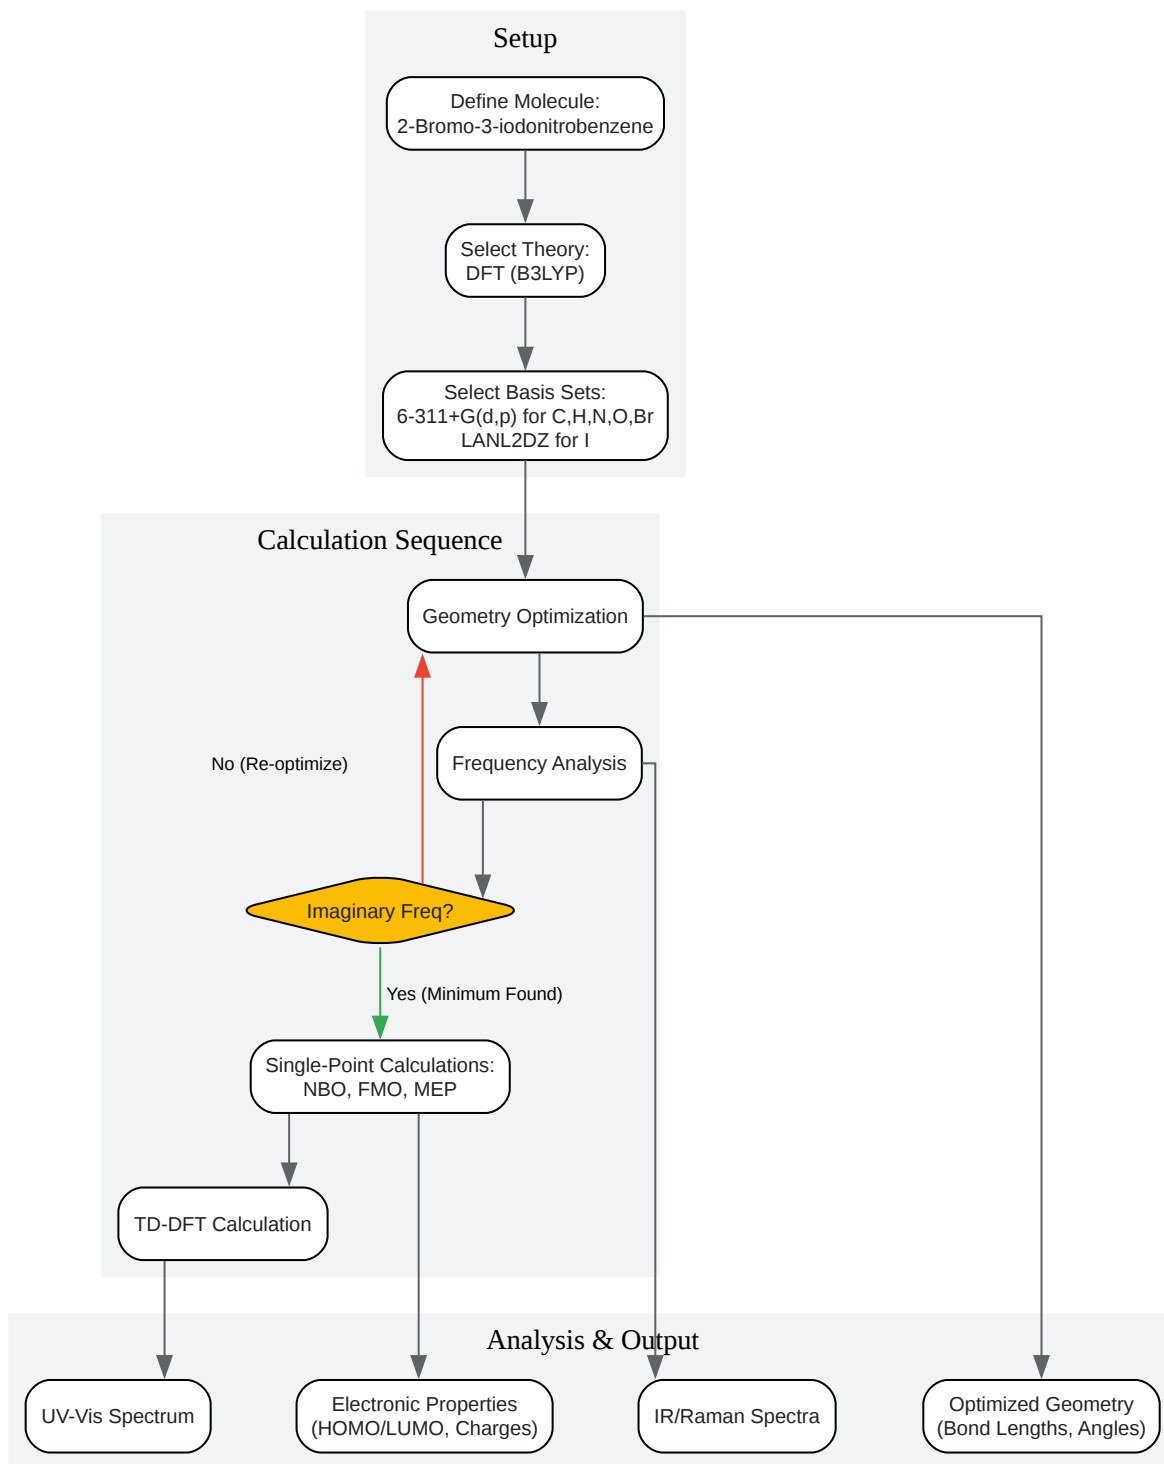 Setup
Define Molecule:
2-Bromo-3-iodonitrobenzene
Select Theory:
DFT (B3LYP)
Select Basis Sets:
6-311+G(d,p) for C,H,N,O,Br
LANL2DZ for I
Calculation Sequence
Geometry Optimization
Frequency Analysis
No (Re-optimize)
Imaginary Freq?
Yes (Minimum Found)
Single-Point Calculations:
NBO, FMO, MEP
TD-DFT Calculation
Analysis & Output
UV-Vis Spectrum
Electronic Properties
(HOMO/LUMO, Charges)
IR/Raman Spectra
Optimized Geometry
(Bond Lengths, Angles)